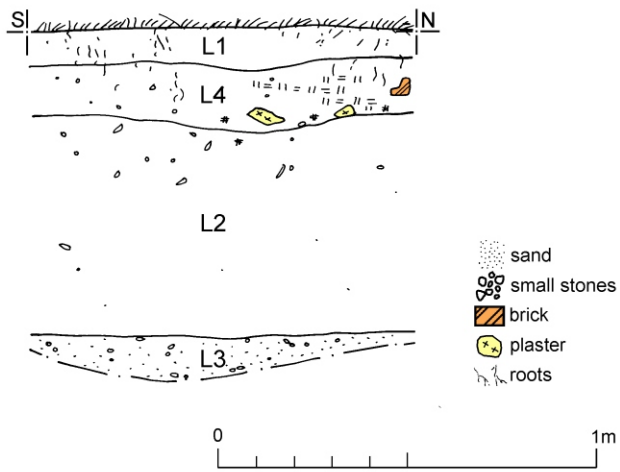 S N
L1
L4
L2
L3
sand
small stones
brick
plaster
roots
0 1m